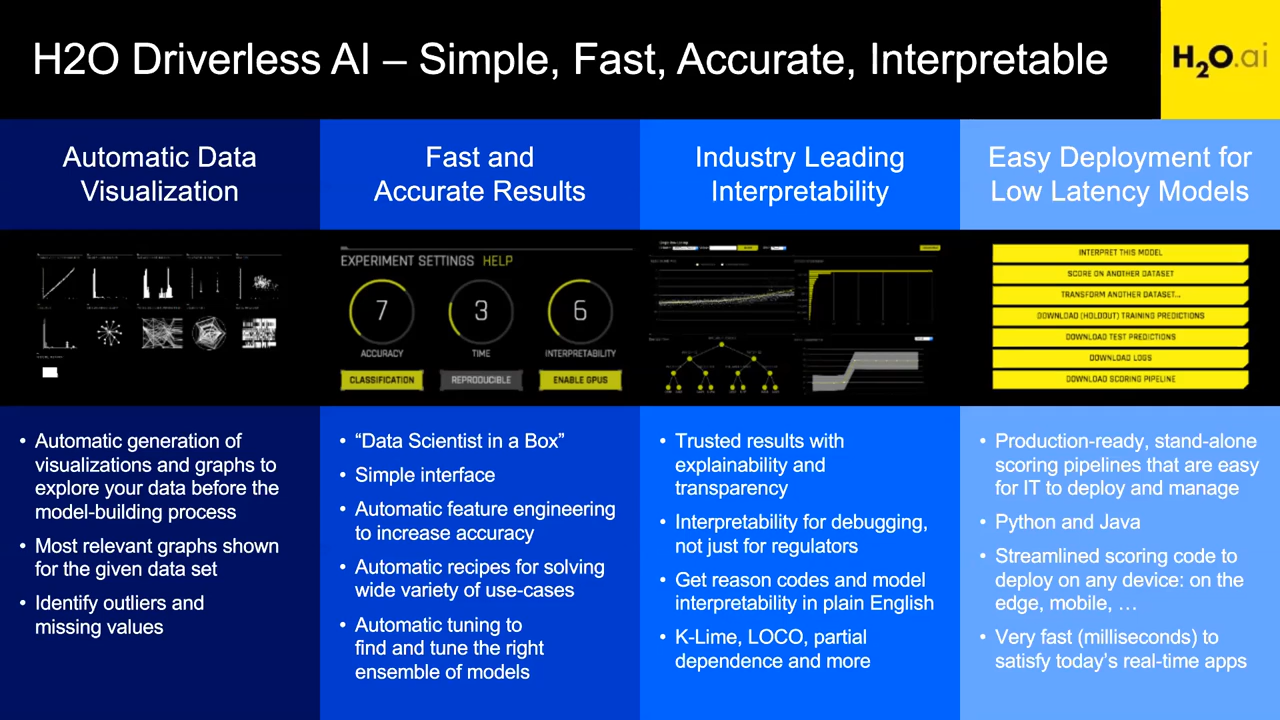 H2O Driverless AI – Simple, Fast, Accurate, Interpretable
H2O.ai
Automatic Data
Visualization
Fast and
Accurate Results
Industry Leading
Interpretability
Easy Deployment for
Low Latency Models
EXPERIMENT SETTINGS HELP
7
3
6
ACCURACY
TIME
INTERPRETABILITY
CLASSIFICATION
REPRODUCIBLE
ENABLE GPUS
INTERPRET THIS MODEL
SCORE ON ANOTHER DATASET
TRANSFORM ANOTHER DATASET...
DOWNLOAD (HOLDOUT) TRAINING PREDICTIONS
DOWNLOAD TEST PREDICTIONS
DOWNLOAD LOGS
DOWNLOAD SCORING PIPELINE
• Automatic generation of
visualizations and graphs to
explore your data before the
model-building process
• Most relevant graphs shown
for the given data set
• Identify outliers and
missing values
• “Data Scientist in a Box”
• Simple interface
• Automatic feature engineering
to increase accuracy
• Automatic recipes for solving
wide variety of use-cases
• Automatic tuning to
find and tune the right
ensemble of models
• Trusted results with
explainability and
transparency
• Interpretability for debugging,
not just for regulators
• Get reason codes and model
interpretability in plain English
• K-Lime, LOCO, partial
dependence and more
• Production-ready, stand-alone
scoring pipelines that are easy
for IT to deploy and manage
• Python and Java
• Streamlined scoring code to
deploy on any device: on the
edge, mobile, …
• Very fast (milliseconds) to
satisfy today’s real-time apps